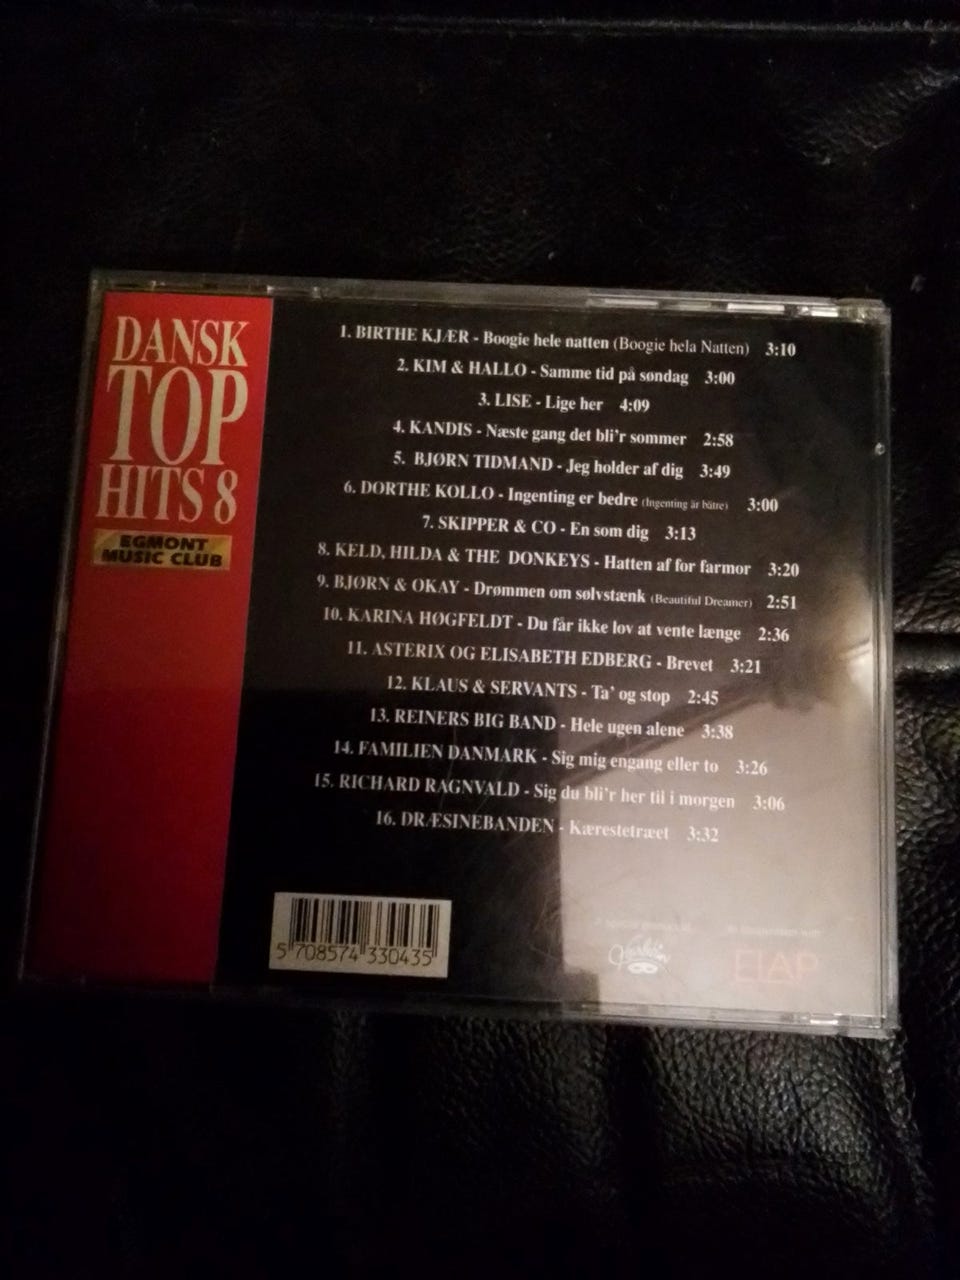 DANSK
TOP
HITS 8
EGMONT
MUSIC CLUB
1. BIRTHE KJÆR - Boogie hele natten (Boogie hela Natten) 3:10
2. KIM & HALLO - Samme tid på søndag 3:00
3. LISE - Lige her 4:09
4. KANDIS - Næste gang det bli'r sommer 2:58
5. BJØRN TIDMAND - Jeg holder af dig 3:49
6. DORTHE KOLLO - Ingenting er bedre (Ingenting är bätre) 3:00
7. SKIPPER & CO - En som dig 3:13
8. KELD, HILDA & THE DONKEYS - Hatten af for farmor 3:20
9. BJØRN & OKAY - Drømmen om sølvstænk (Beautiful Dreamer) 2:51
10. KARINA HØGFELDT - Du får ikke lov at vente længe 2:36
11. ASTERIX OG ELISABETH EDBERG - Brevet 3:21
12. KLAUS & SERVANTS - Ta' og stop 2:45
13. REINERS BIG BAND - Hele ugen alene 3:38
14. FAMILIEN DANMARK - Sig mig engang eller to 3:26
15. RICHARD RAGNVALD - Sig du bli'r her til i morgen 3:06
16. DRÆSINEBANDEN - Kærestetræet 3:32
5 708574 330435
ELAP